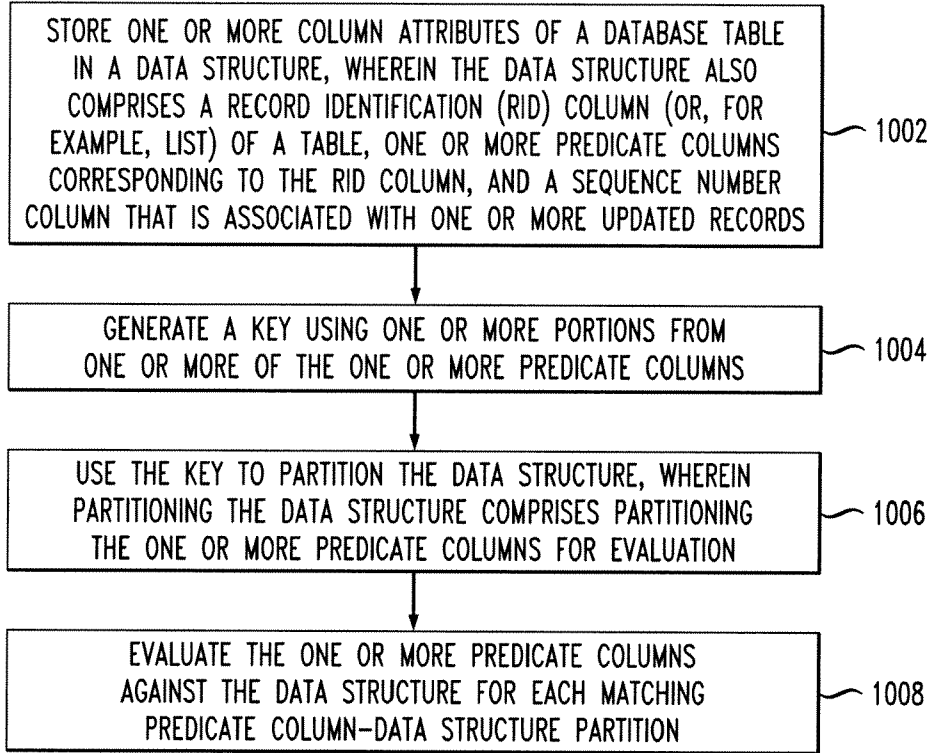 STORE ONE OR MORE COLUMN ATTRIBUTES OF A DATABASE TABLE
IN A DATA STRUCTURE, WHEREIN THE DATA STRUCTURE ALSO
COMPRISES A RECORD IDENTIFICATION (RID) COLUMN (OR, FOR
EXAMPLE, LIST) OF A TABLE, ONE OR MORE PREDICATE COLUMNS
CORRESPONDING TO THE RID COLUMN, AND A SEQUENCE NUMBER
COLUMN THAT IS ASSOCIATED WITH ONE OR MORE UPDATED RECORDS
1002
GENERATE A KEY USING ONE OR MORE PORTIONS FROM
ONE OR MORE OF THE ONE OR MORE PREDICATE COLUMNS
1004
USE THE KEY TO PARTITION THE DATA STRUCTURE, WHEREIN
PARTITIONING THE DATA STRUCTURE COMPRISES PARTITIONING
THE ONE OR MORE PREDICATE COLUMNS FOR EVALUATION
1006
EVALUATE THE ONE OR MORE PREDICATE COLUMNS
AGAINST THE DATA STRUCTURE FOR EACH MATCHING
PREDICATE COLUMN-DATA STRUCTURE PARTITION
1008